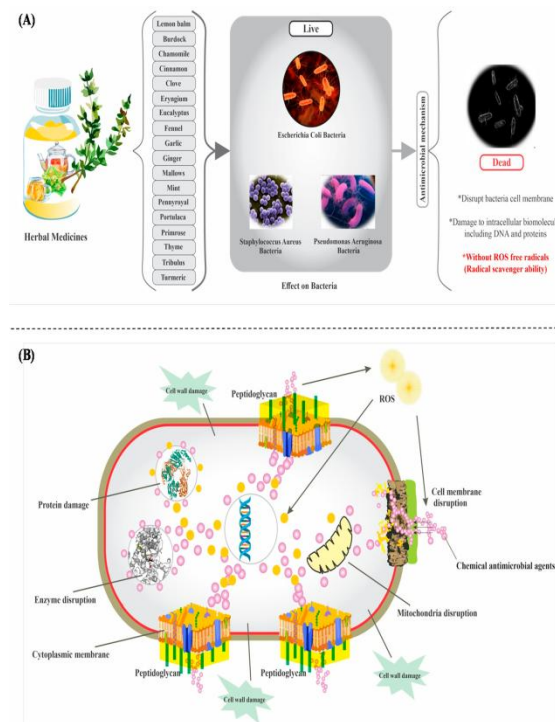 (A)
Lemon balm
Burdock
Chamomile
Cinnamon
Clove
Eryngium
Eucalyptus
Fennel
Garlic
Ginger
Mallows
Mint
Pennyroyal
Portulaca
Primrose
Thyme
Tribulus
Turmeric
Herbal Medicines
Live
Escherichia Coli Bacteria
Staphylococcus Aureus
Bacteria
Pseudomonas Aeruginosa
Bacteria
Effect on Bacteria
Antimicrobial mechanism
Dead
*Disrupt bacteria cell membrane
*Damage to intracellular biomolecul
including DNA and proteins
*Without ROS free radicals
(Radical scavenger ability)
(B)
Cell wall damage
Peptidoglycan
ROS
Protein damage
Cell membrane
disruption
Chemical antimicrobial agents
Enzyme disruption
Mitochondria disruption
Cytoplasmic membrane
Peptidoglycan
Peptidoglycan
Cell wall damage
Cell wall damage